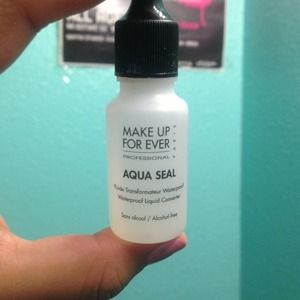 MAKE UP
FOR EVER
PROFESSIONAL
AQUA SEAL
Fluide Transformateur Waterproof
Waterproof Liquid Converter
Sans alcool / Alcohol-free